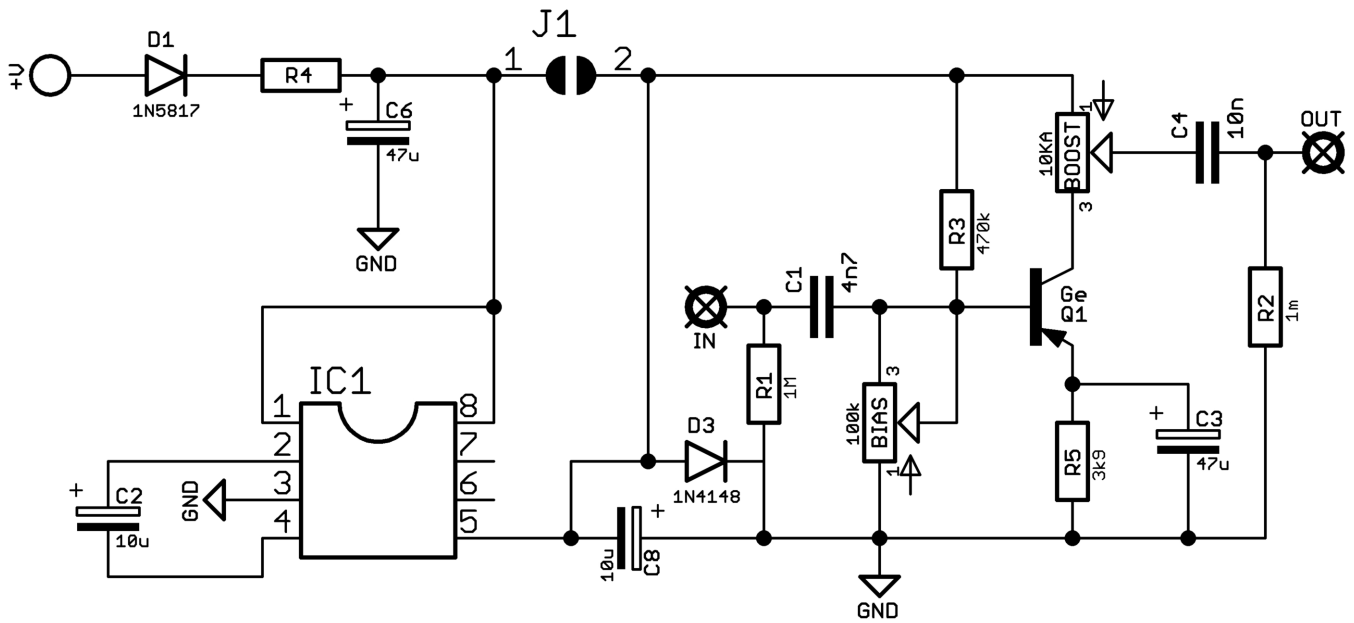 J1
D1
1
2
+V
R4
1N5817
+
C6
47u
GND
1
BOOST
10KA
3
C4
10n
OUT
R3
470k
C1
4n7
Ge
Q1
IN
R2
1m
IC1
1
8
2
7
3
6
4
5
R1
1M
3
100k
BIAS
1
D3
1N4148
R5
3k9
+
C3
47u
+
C2
10u
GND
+
10u
C8
GND